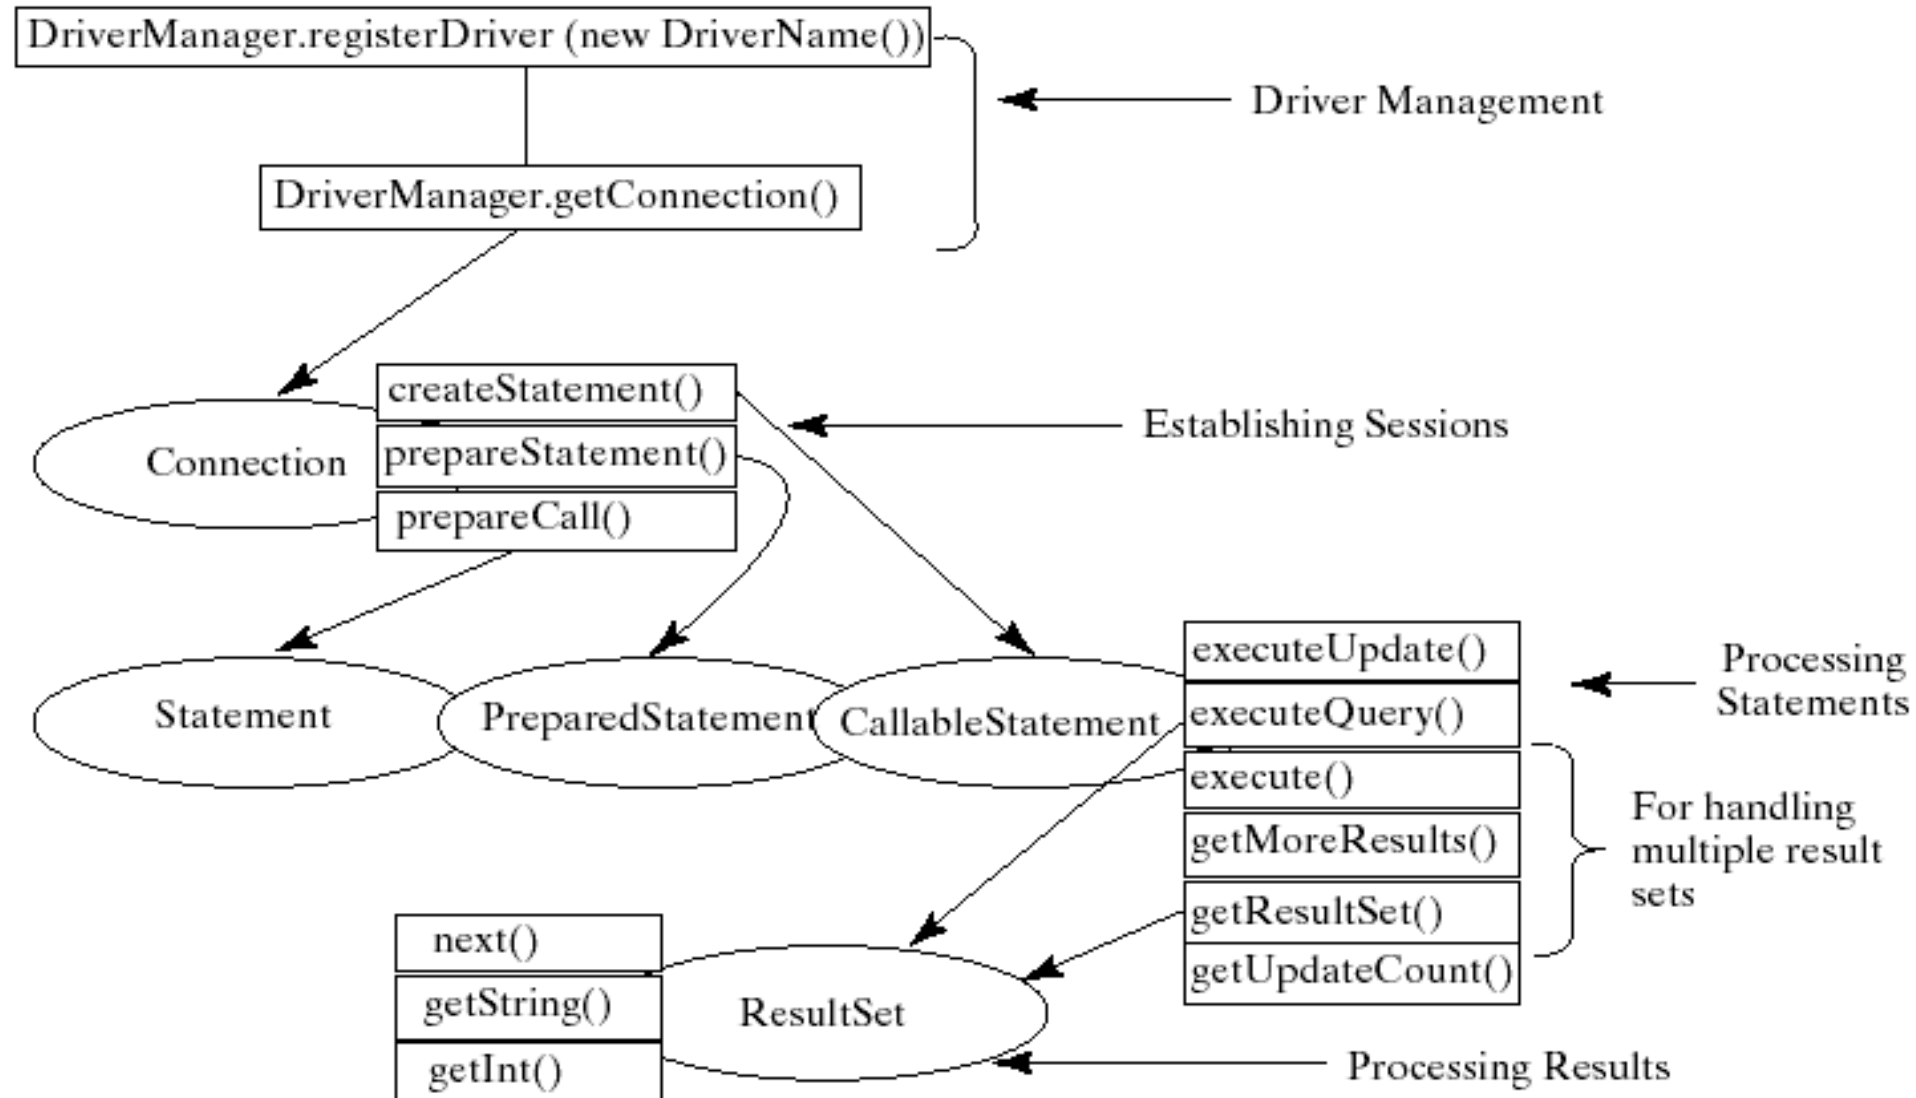 DriverManager.registerDriver (new DriverName())
Driver Management
DriverManager.getConnection()
createStatement()
Establishing Sessions
Connection
prepareStatement()
prepareCall()
executeUpdate()
Processing
Statements
Statement
PreparedStatement
CallableStatement
executeQuery()
execute()
For handling
multiple result
sets
getMoreResults()
getResultSet()
getUpdateCount()
next()
getString()
ResultSet
getInt()
Processing Results